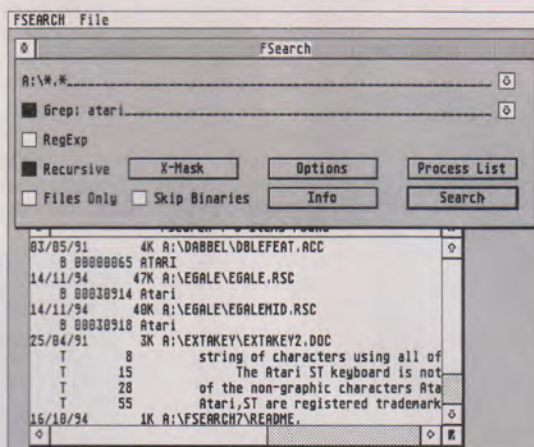 FSEARCH File
FSearch
A:\*.*
Grep: atari
RegExp
Recursive X-Mask Options Process List
Files Only Skip Binaries Info Search
03/05/91 4K A:\DABBEL\DBLEFEAT.ACC
B 00000065 ATARI
14/11/94 47K A:\EGALE\EGALE.RSC
B 00030914 Atari
14/11/94 40K A:\EGALE\EGALEMID.RSC
B 00030918 Atari
25/04/91 3K A:\EXTAKEY\EXTAKEY2.DOC
T 8 string of characters using all of
T 15 The Atari ST keyboard is not
T 28 of the non-graphic characters Ata
T 55 Atari,ST are registered trademark
16/10/94 1K A:\FSEARCH7\README.